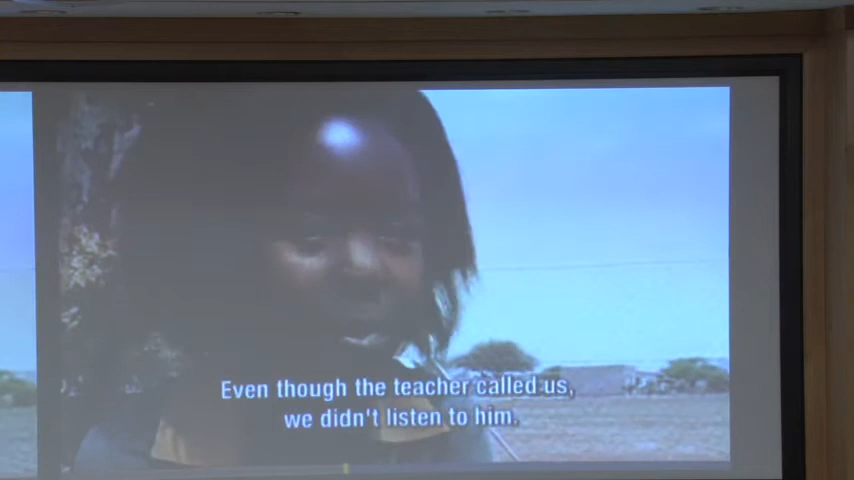 Even though the teacher called us,
we didn't listen to him.